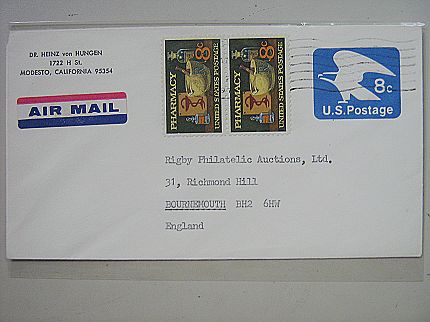 DR. HEINZ von HUNGEN
1722 H St.
MODESTO, CALIFORNIA 95354
AIR MAIL
PHARMACY
8c
UNITED STATES POSTAGE
PHARMACY
8c
UNITED STATES POSTAGE
8c
U.S. Postage
Rigby Philatelic Auctions, Ltd.
31, Richmond Hill
BOURNEMOUTH BH2 6HW
England